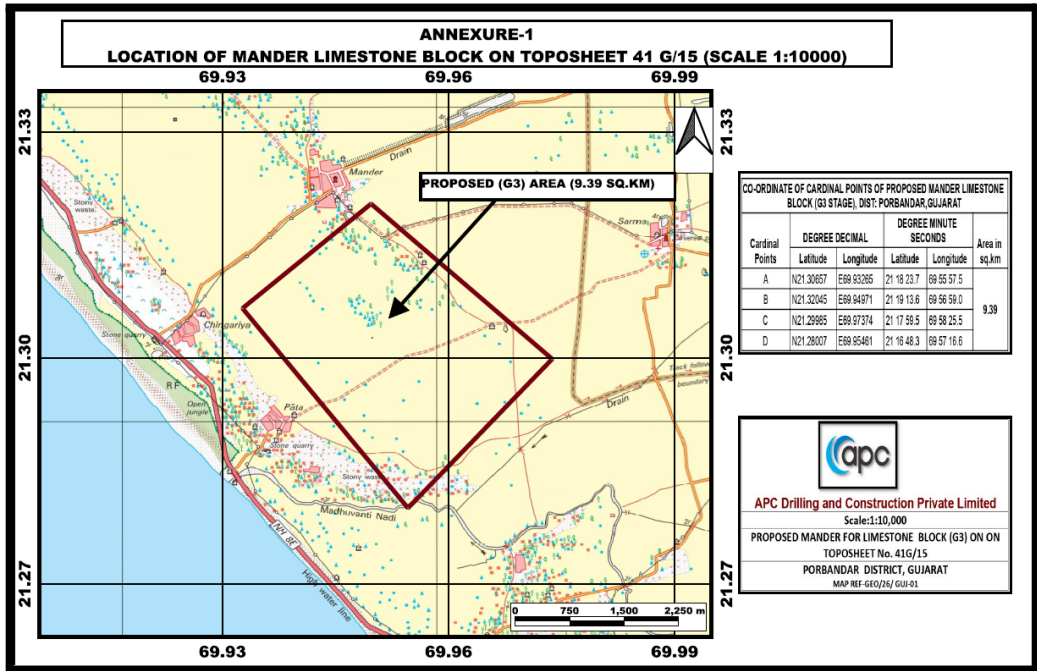 ANNEXURE-1
LOCATION OF MANDER LIMESTONE BLOCK ON TOPOSHEET 41 G/15 (SCALE 1:10000)
69.93 69.96 69.99
21.33 21.33
Drain
Mander
PROPOSED (G3) AREA (9.39 SQ.KM)
Stony waste
Sarma
Chingariya
Stone quarry
21.30 21.30
R F
Open jungle
Pāta
Stone quarry
Track follows boundary
Drain
Stony waste
Madhuvanti Nadi
NH 8E
High water line
21.27 21.27
0 750 1,500 2,250 m
69.93 69.96 69.99
CO-ORDINATE OF CARDINAL POINTS OF PROPOSED MANDER LIMESTONE
BLOCK (G3 STAGE), DIST: PORBANDAR,GUJARAT
Cardinal Points DEGREE DECIMAL DEGREE MINUTE SECONDS Area in sq.km
Latitude Longitude Latitude Longitude
A N21.30657 E69.93265 21 18 23.7 69 55 57.5
B N21.32045 E69.94971 21 19 13.6 69 56 59.0
9.39
C N21.29985 E69.97374 21 17 59.5 69 58 25.5
D N21.28007 E69.95461 21 16 48.3 69 57 16.6
apc
APC Drilling and Construction Private Limited
Scale:1:10,000
PROPOSED MANDER FOR LIMESTONE BLOCK (G3) ON ON
TOPOSHEET No. 41G/15
PORBANDAR DISTRICT, GUJARAT
MAP REF-GEO/26/ GUJ-01